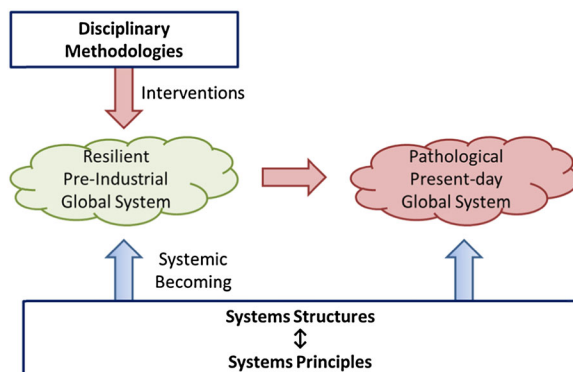 Disciplinary
Methodologies
Interventions
Resilient
Pre-Industrial
Global System
Pathological
Present-day
Global System
Systemic
Becoming
Systems Structures
↕
Systems Principles